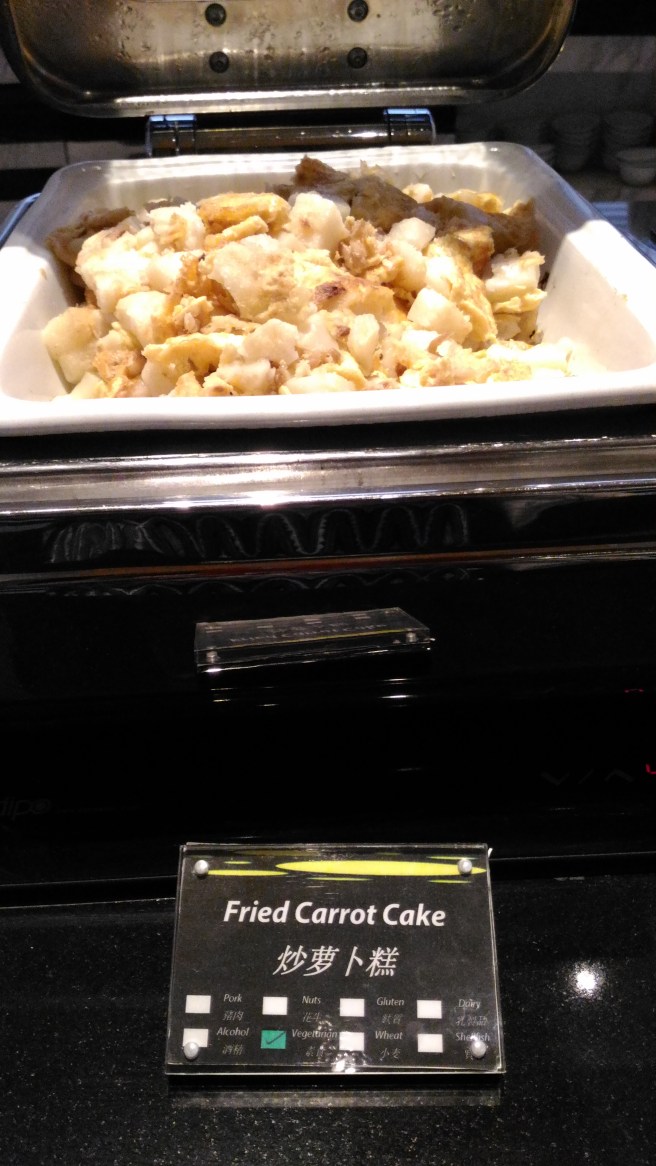 Fried Carrot Cake
炒萝卜糕
Pork Nuts Gluten Dairy
猪肉
Alcohol Vegetarian Wheat
酒精 小麦